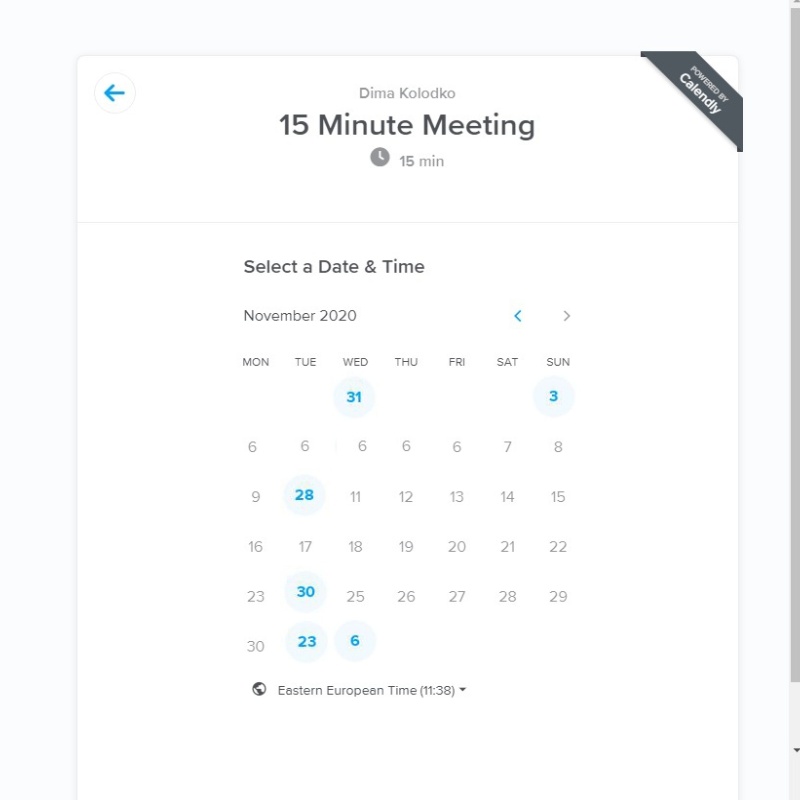 POWERED BY
Calendly
Dima Kolodko
15 Minute Meeting
15 min
Select a Date & Time
November 2020
MON TUE WED THU FRI SAT SUN
31 3
6 6 6 6 6 7 8
9 28 11 12 13 14 15
16 17 18 19 20 21 22
23 30 25 26 27 28 29
30 23 6
Eastern European Time (11:38)